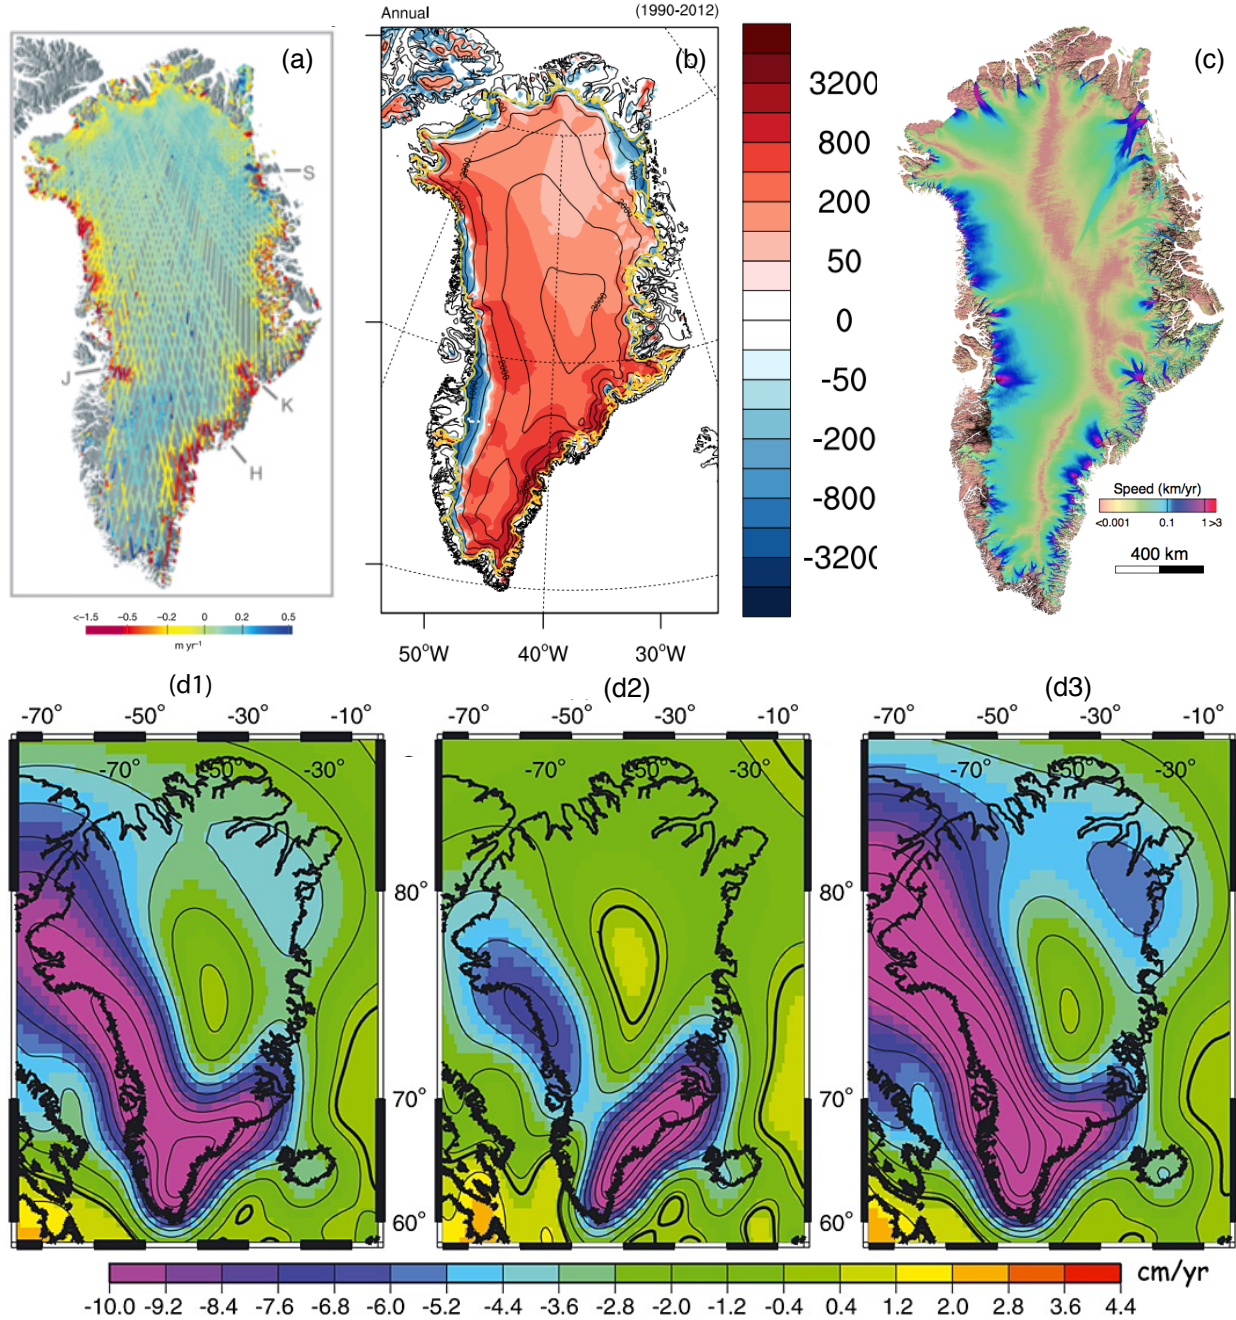 Annual
(1990-2012)
(a)
(b)
(c)
S
J
K
H
<-1.5 -0.5 -0.2 0 0.2 0.5
m yr⁻¹
2000
3000
2000
50°W 40°W 30°W
3200
800
200
50
0
-50
-200
-800
-3200
Speed (km/yr)
<0.001 0.1 1 >3
400 km
(d1)
(d2)
(d3)
-70° -50° -30° -10°
-70° -50° -30° -10°
-70° -50° -30° -10°
-70° -50° -30°
-70° -50° -30°
-70° -50° -30°
80°
80°
70°
70°
60°
60°
cm/yr
-10.0 -9.2 -8.4 -7.6 -6.8 -6.0 -5.2 -4.4 -3.6 -2.8 -2.0 -1.2 -0.4 0.4 1.2 2.0 2.8 3.6 4.4